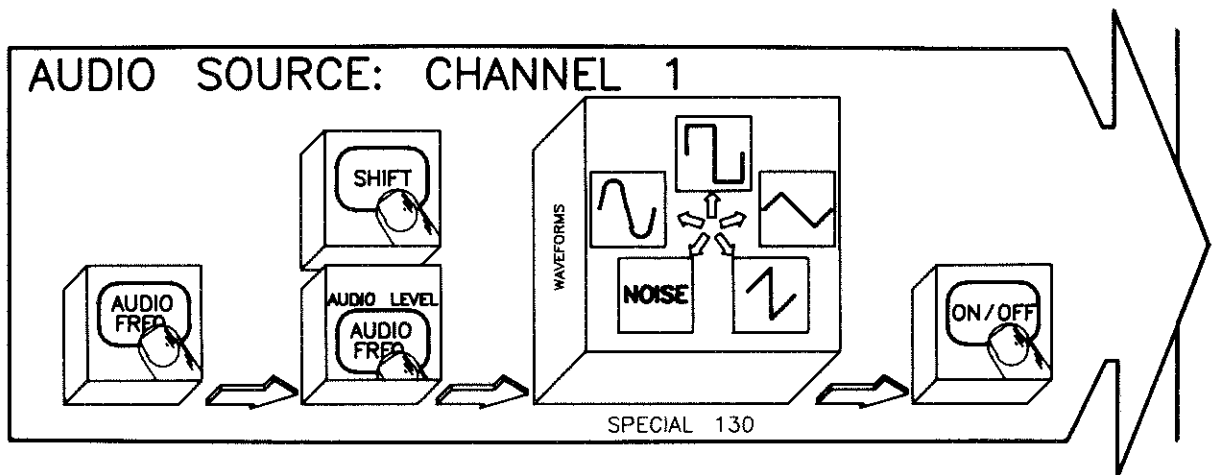 AUDIO SOURCE: CHANNEL 1
AUDIO
FREQ
SHIFT
AUDIO LEVEL
AUDIO
FREQ
WAVEFORMS
NOISE
SPECIAL 130
ON/OFF